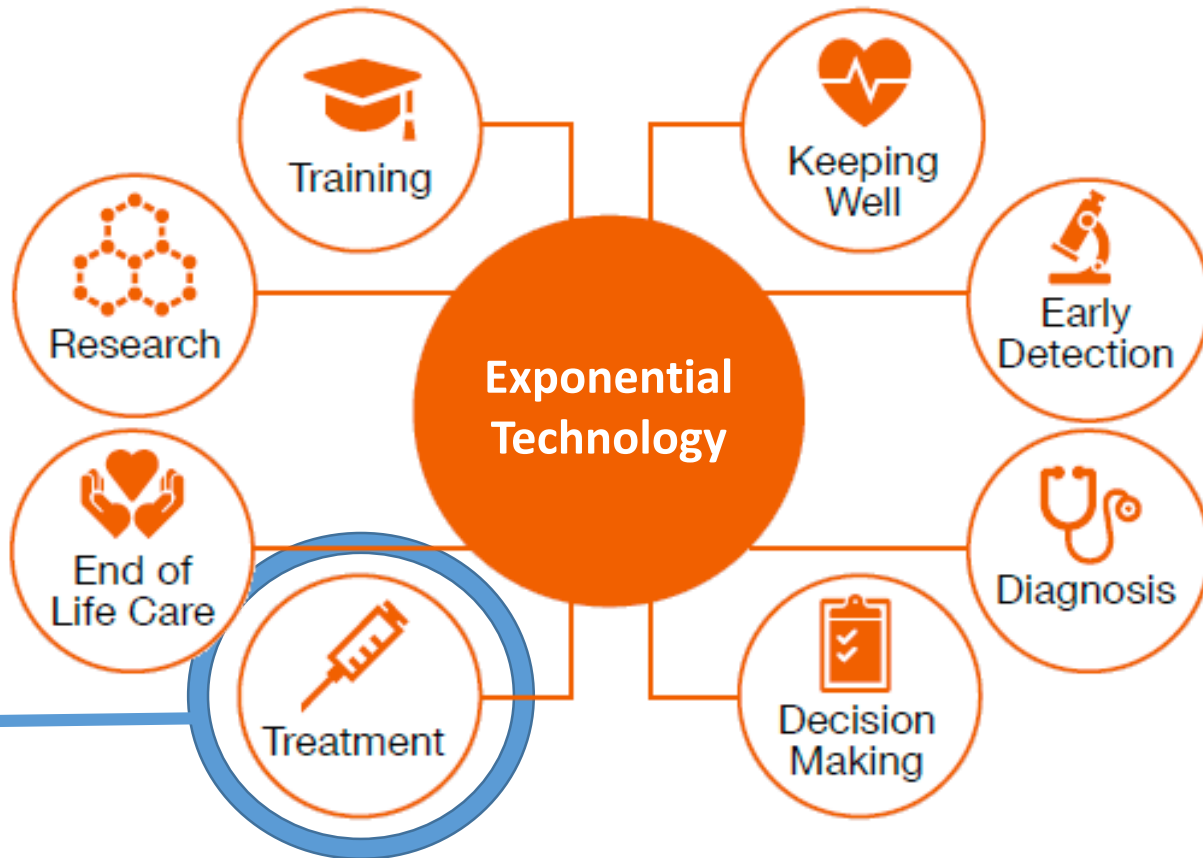 Training
Keeping
Well
Research
Early
Detection
Exponential
Technology
End of
Life Care
Diagnosis
Treatment
Decision
Making